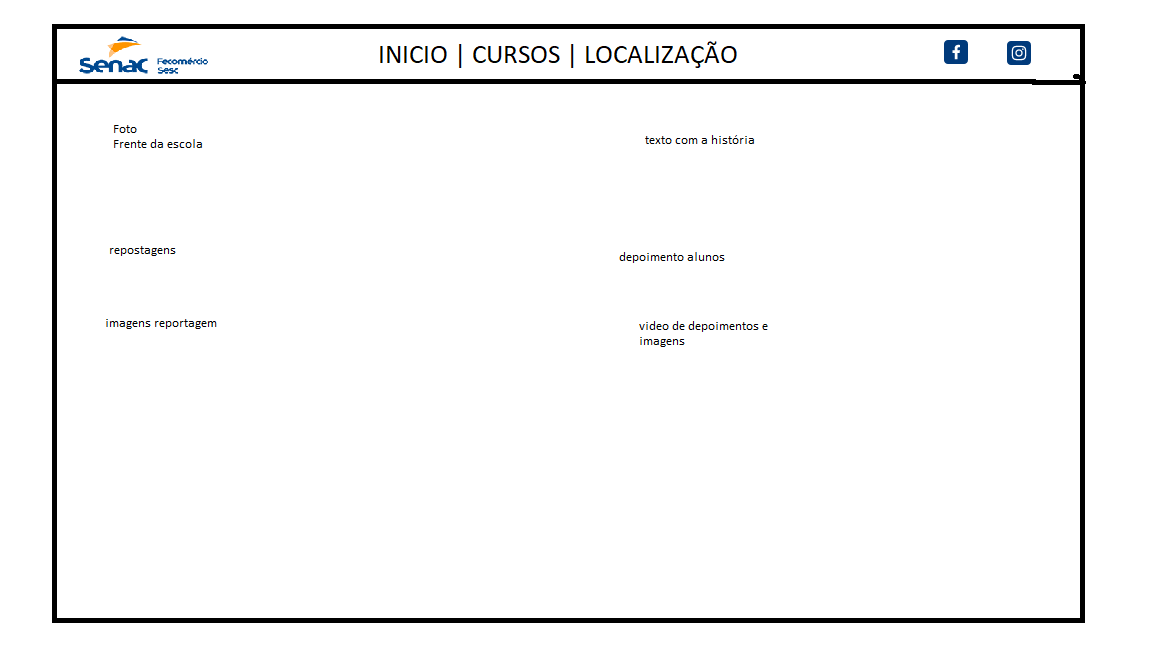 Senac Fecomércio
Sesc
INICIO | CURSOS | LOCALIZAÇÃO
Foto
Frente da escola
texto com a história
repostagens
depoimento alunos
imagens reportagem
video de depoimentos e
imagens